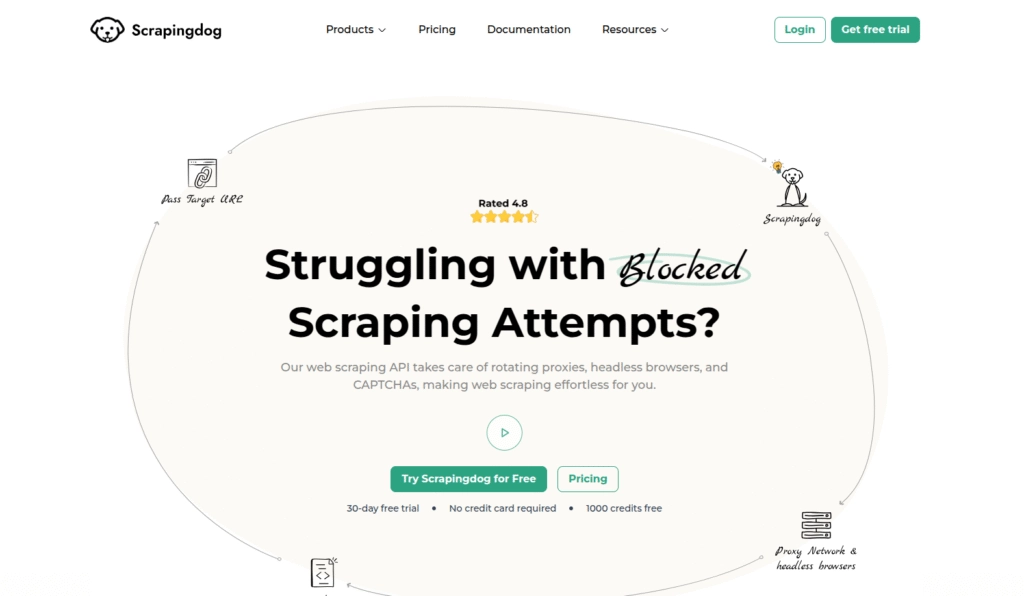 Scrapingdog
Products
Pricing
Documentation
Resources
Login
Get free trial
Pass Target URL
Scrapingdog
Rated 4.8
Struggling with Blocked
Scraping Attempts?
Our web scraping API takes care of rotating proxies, headless browsers, and
CAPTCHAs, making web scraping effortless for you.
Try Scrapingdog for Free
Pricing
30-day free trial • No credit card required • 1000 credits free
Proxy Network &
headless browsers